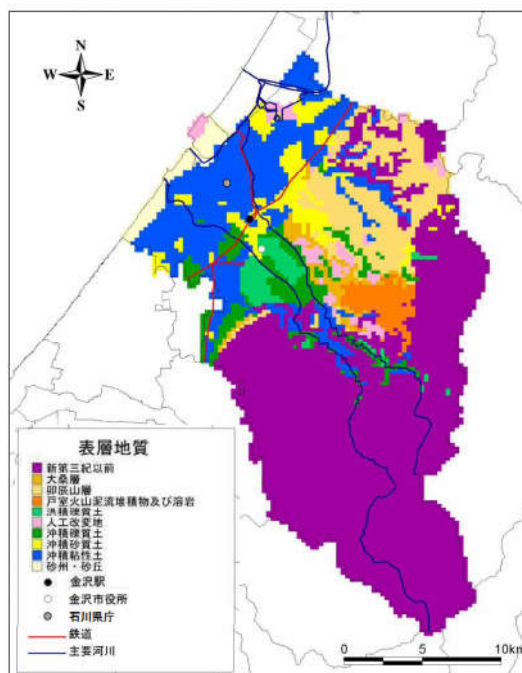 N
W E
S
表層地質
新第三紀以前
大桑層
卯辰山層
戸室火山泥流堆積物及び溶岩
洪積礫質土
人工改変地
沖積礫質土
沖積砂質土
沖積粘性土
砂州・砂丘
金沢駅
金沢市役所
石川県庁
鉄道
主要河川
0 5 10km